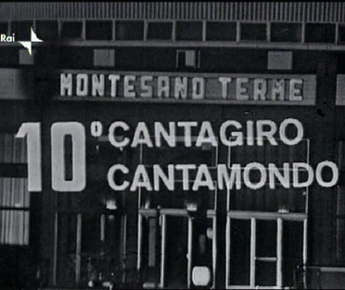 Rai
MONTESANO TERME
10° CANTAGIRO
CANTAMONDO